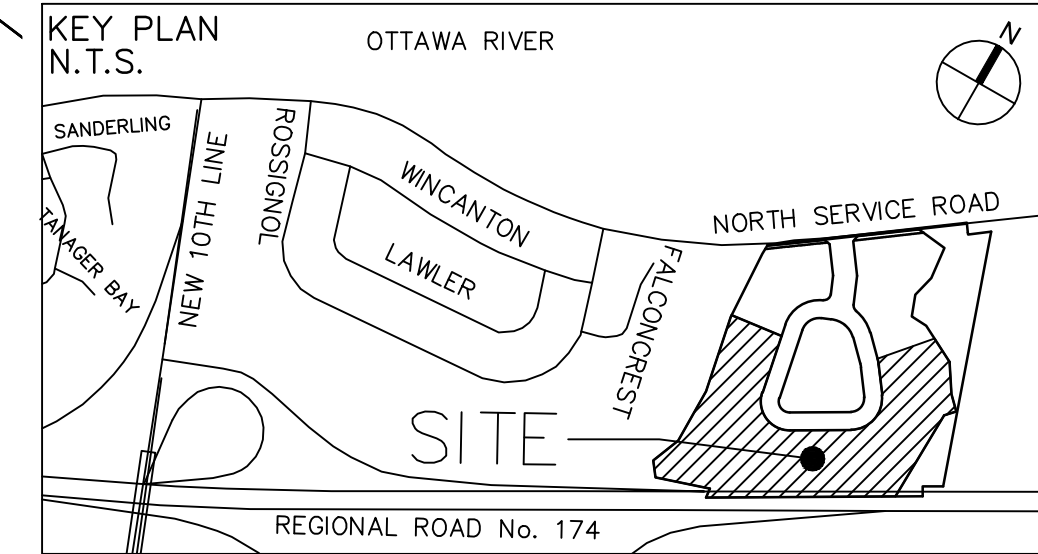 KEY PLAN
N.T.S.
OTTAWA RIVER
N
SANDERLING
TANAGER BAY
NEW 10TH LINE
ROSSIGNOL
WINCANTON
LAWLER
FALCONCREST
NORTH SERVICE ROAD
SITE
REGIONAL ROAD No. 174